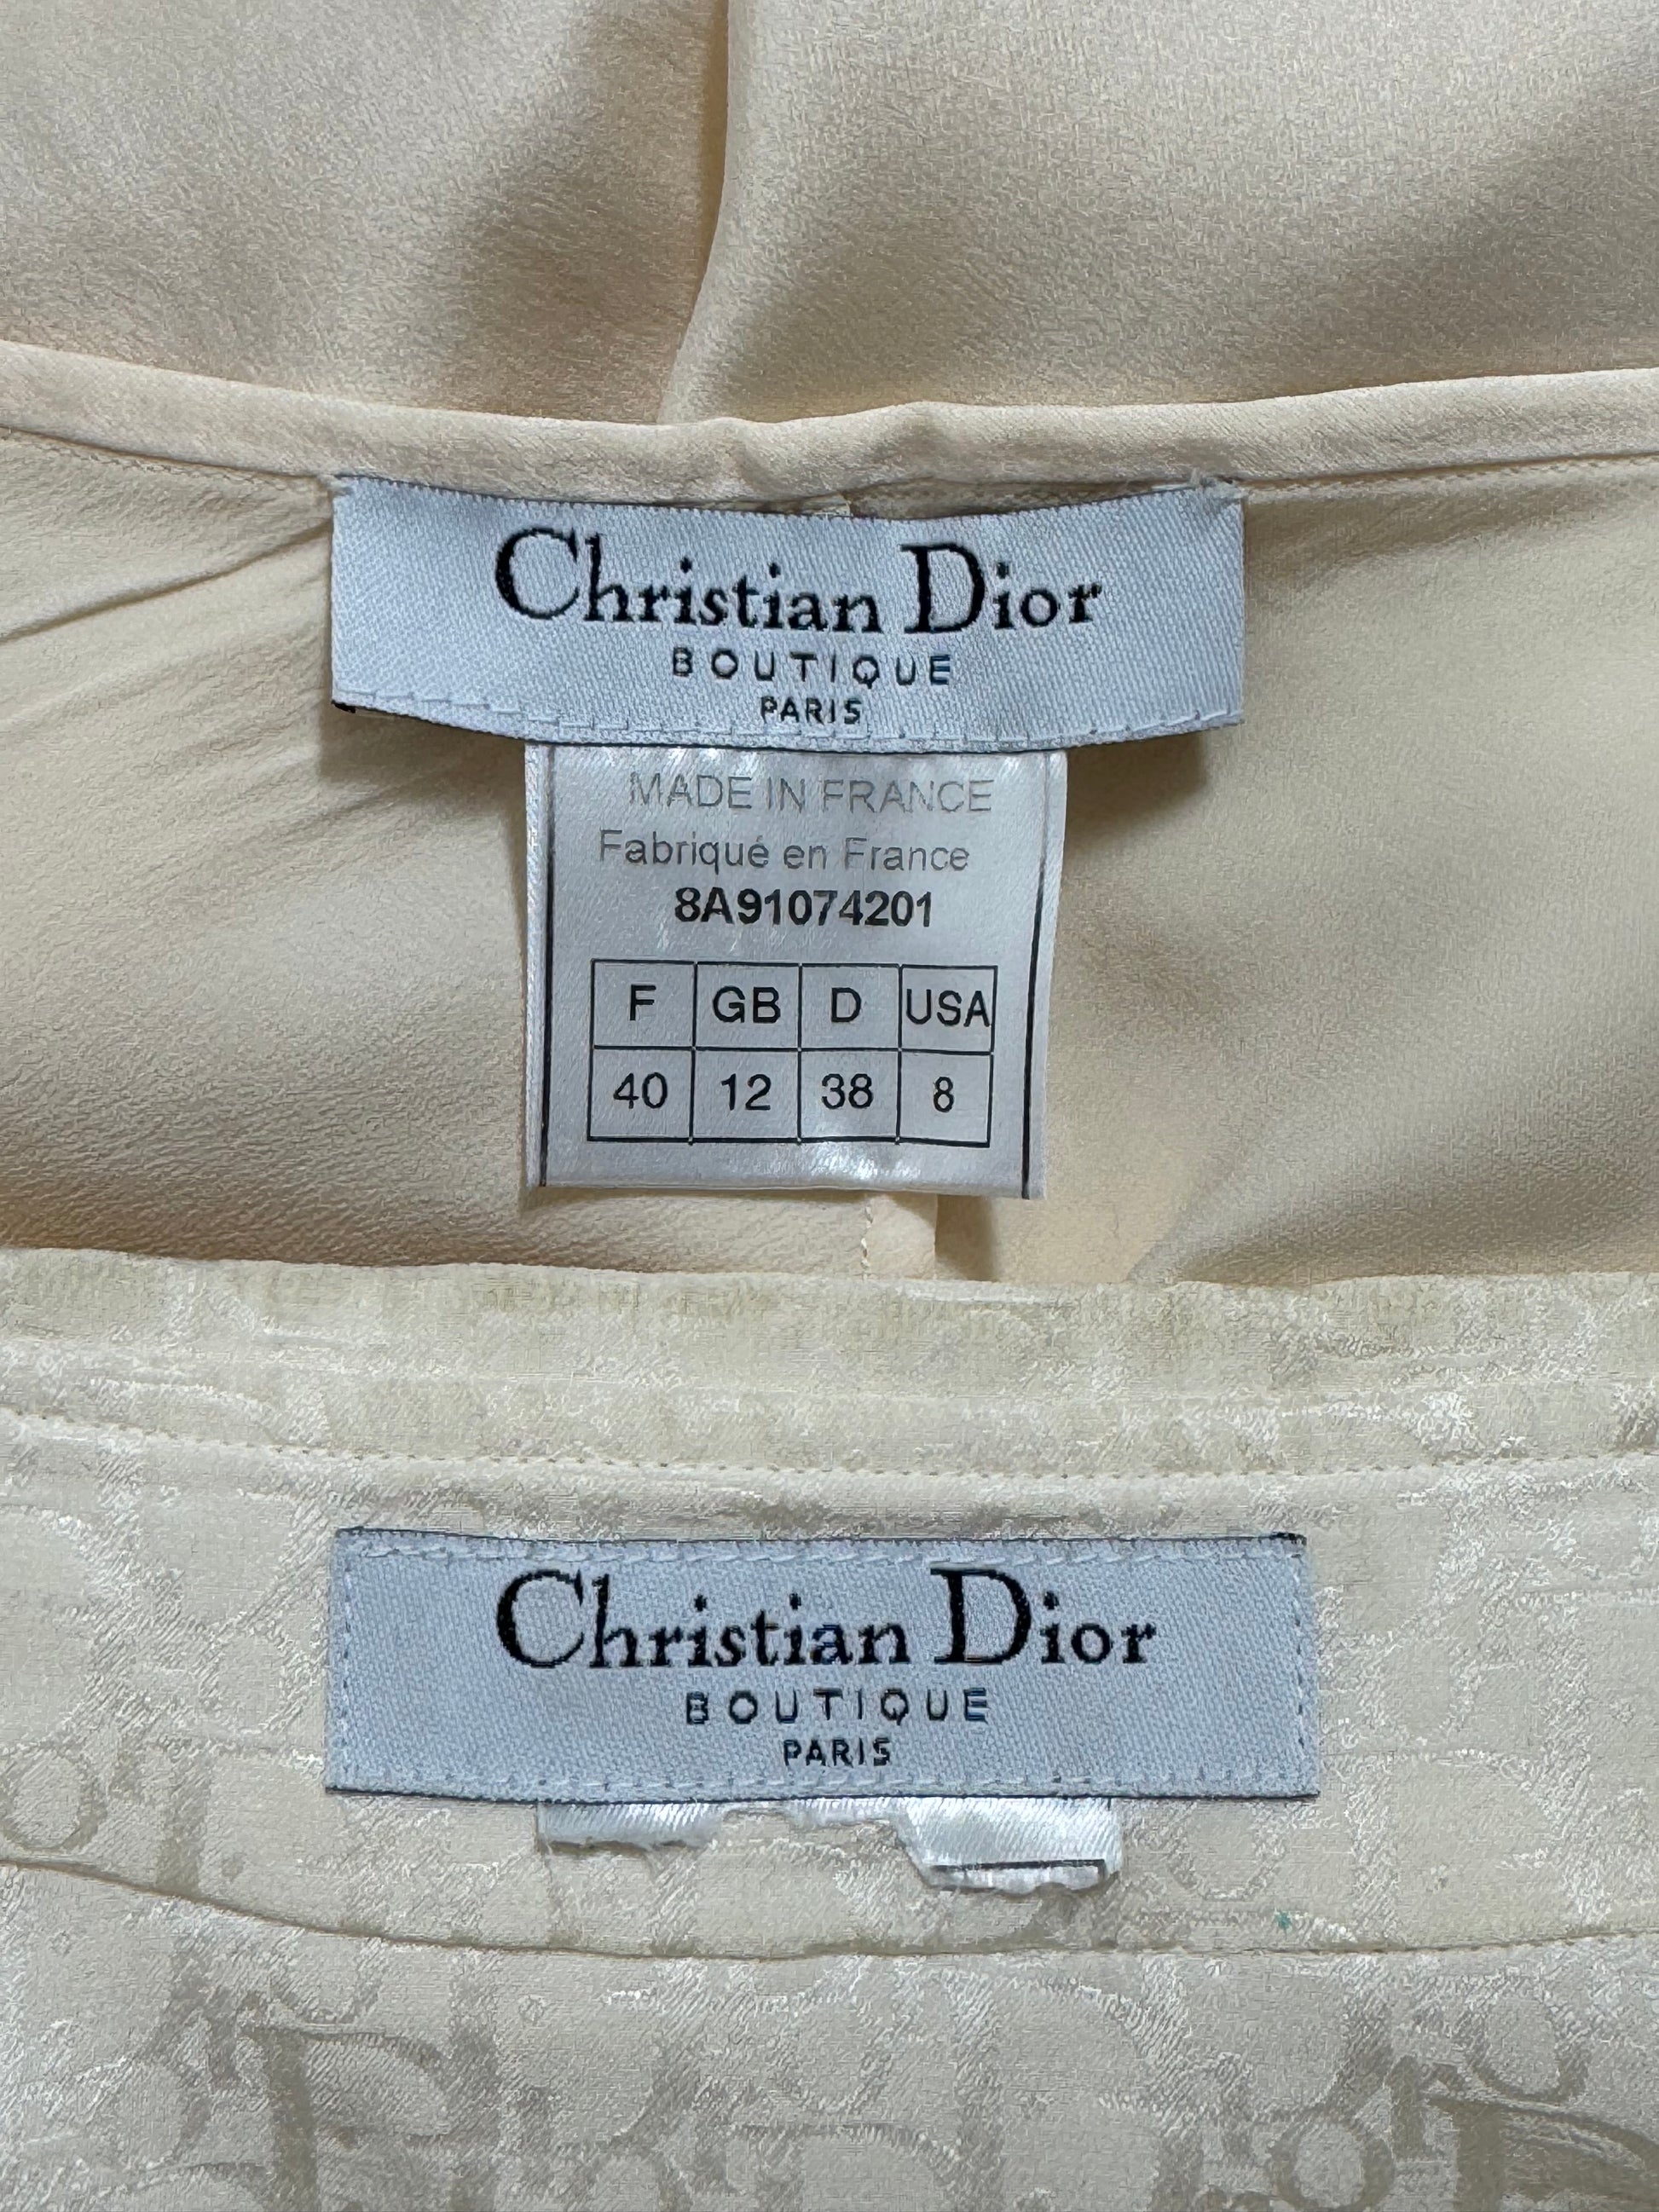 Christian Dior
BOUTIQUE
PARIS
MADE IN FRANCE
Fabriqué en France
8A91074201
F GB D USA
40 12 38 8
Christian Dior
BOUTIQUE
PARIS